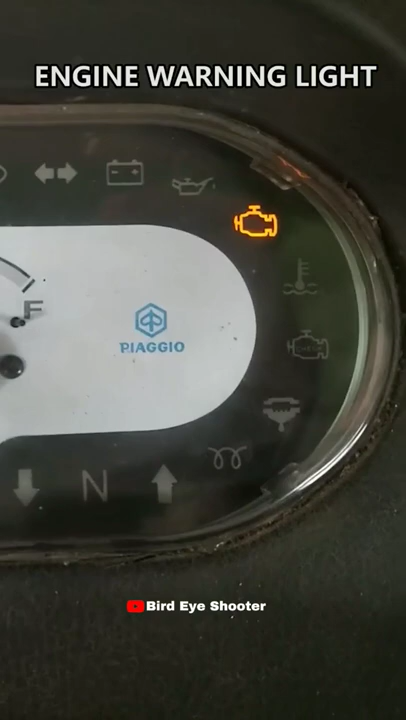 ENGINE WARNING LIGHT
F
PIAGGIO
N
Bird Eye Shooter